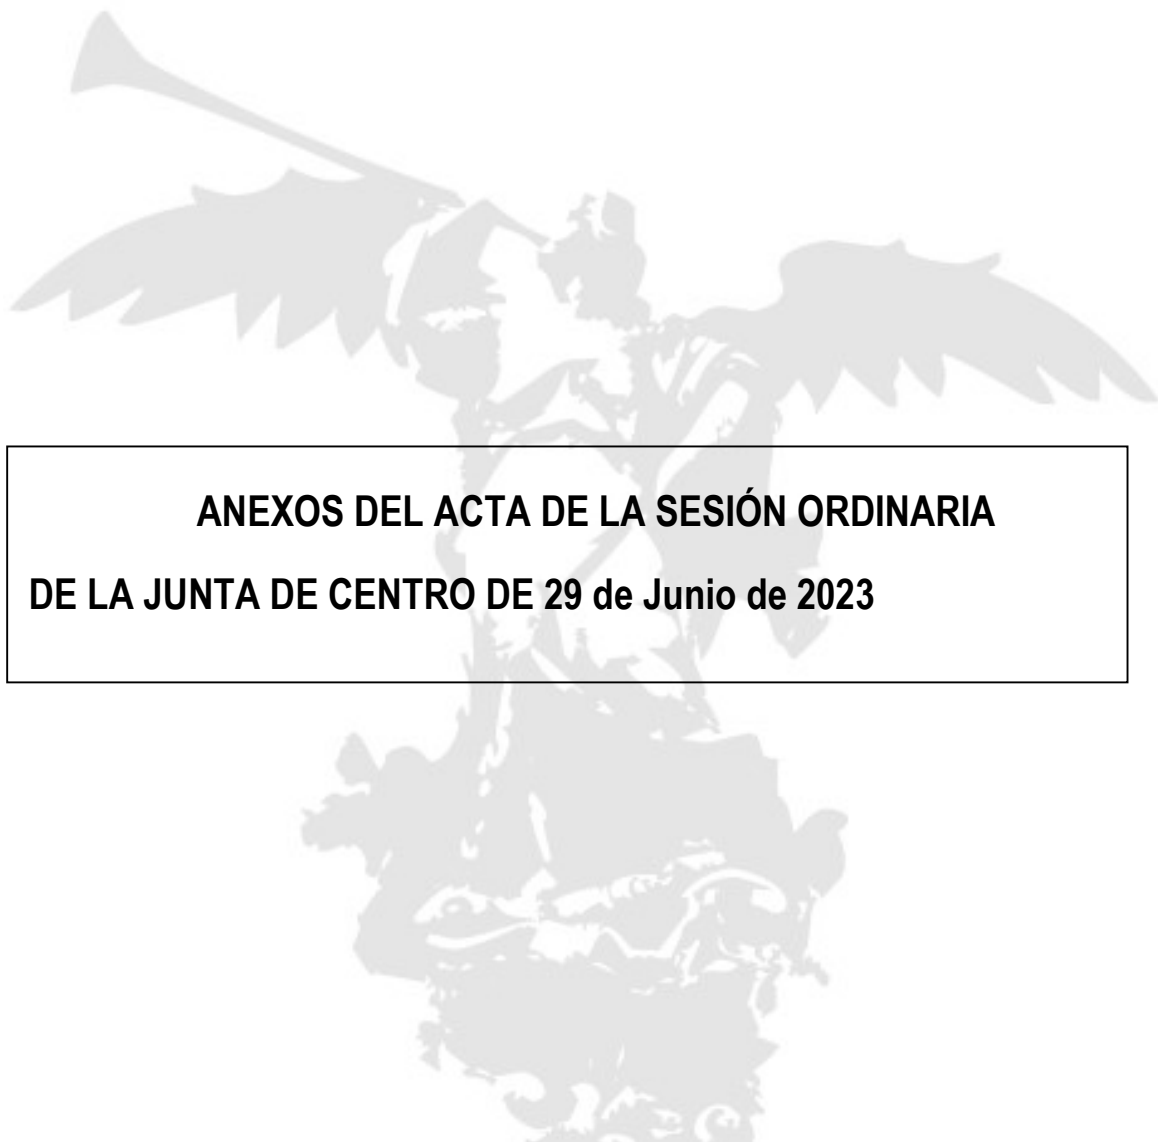 ANEXOS DEL ACTA DE LA SESIÓN ORDINARIA
DE LA JUNTA DE CENTRO DE 29 de Junio de 2023